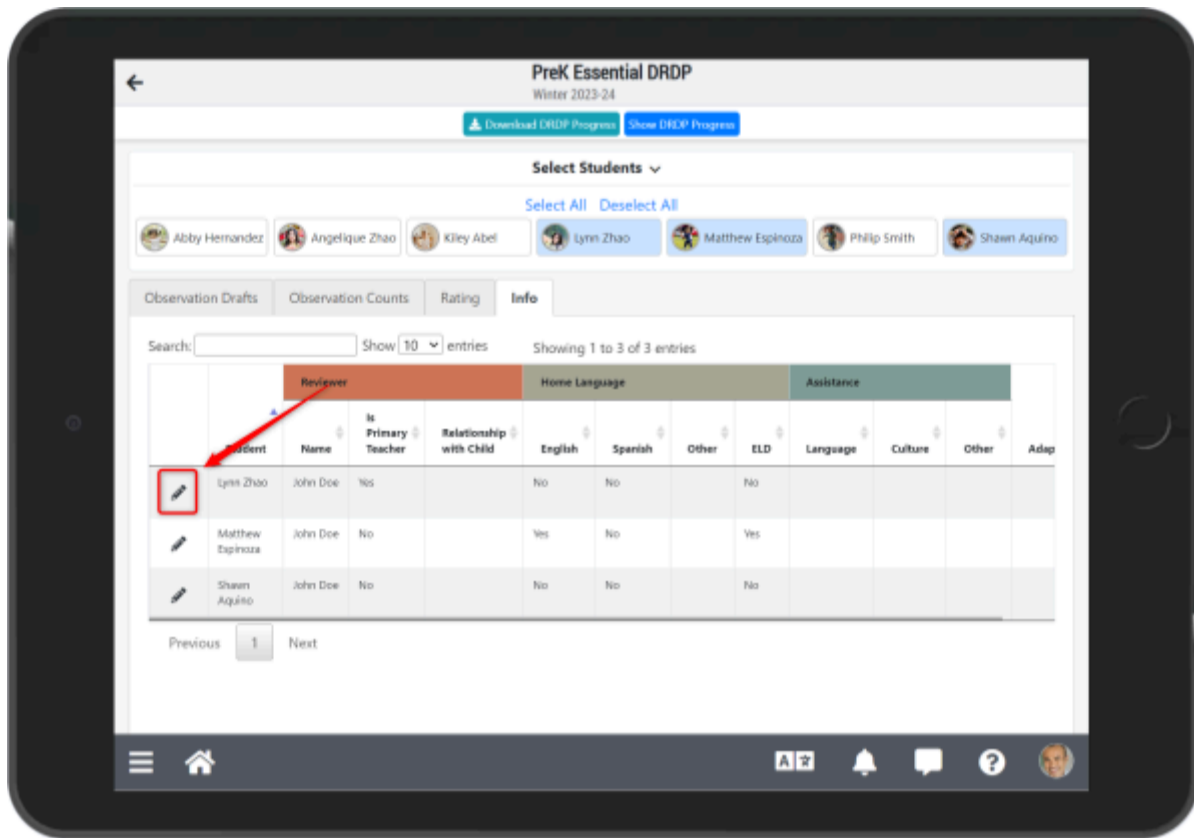 PreK Essential DRDP
Winter 2023-24
Download DRDP Progress Show DRDP Progress
Select Students
Select All Deselect All
Abby Hernandez Angelique Zhao Kiley Abel Lynn Zhao Matthew Espinoza Philip Smith Shawn Aquino
Observation Drafts Observation Counts Rating Info
Search: Show 10 entries Showing 1 to 3 of 3 entries
Reviewer Home Language Assistance
Student Name Is Primary Teacher Relationship with Child English Spanish Other ELD Language Culture Other Adap
Lynn Zhao John Doe Yes No No No
Matthew Espinoza John Doe No Yes No Yes
Shawn Aquino John Doe No No No No
Previous 1 Next
A